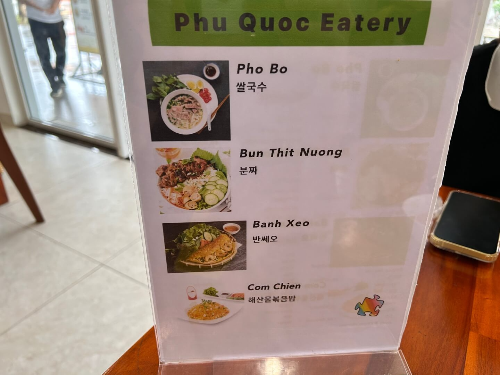 Phu Quoc Eatery
Pho Bo
쌀국수
Bun Thit Nuong
분짜
Banh Xeo
반쎄오
Com Chien
해산물볶음밥